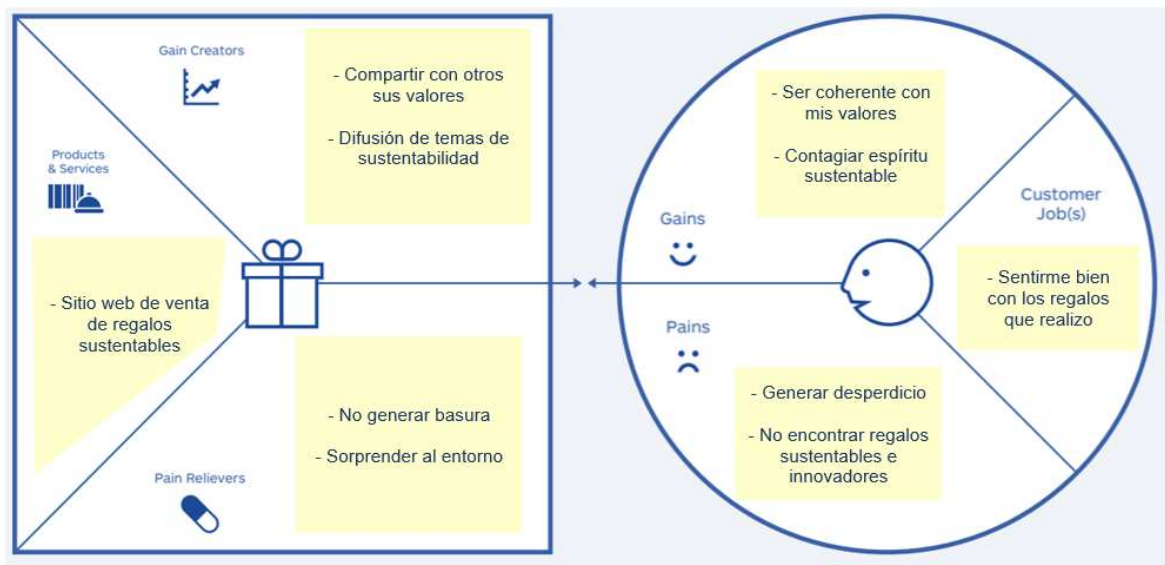 Gain Creators
- Compartir con otros
sus valores
- Difusión de temas de
sustentabilidad
Products
& Services
- Sitio web de venta
de regalos
sustentables
- No generar basura
- Sorprender al entorno
Pain Relievers
- Ser coherente con
mis valores
- Contagiar espíritu
sustentable
Gains
Customer
Job(s)
- Sentirme bien
con los regalos
que realizo
Pains
- Generar desperdicio
- No encontrar regalos
sustentables e
innovadores